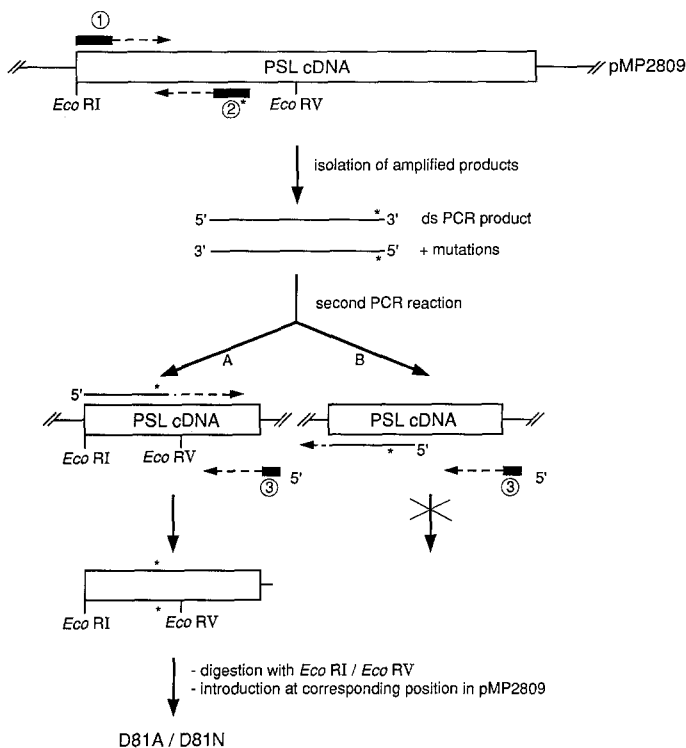 ①
PSL cDNA
pMP2809
Eco RI
②*
Eco RV
isolation of amplified products
5' * 3' ds PCR product
3' * 5' + mutations
second PCR reaction
A B
5' *
PSL cDNA PSL cDNA
* 5'
Eco RI Eco RV
③ 5' ③ 5'
*
*
Eco RI Eco RV
- digestion with Eco RI / Eco RV
- introduction at corresponding position in pMP2809
D81A / D81N